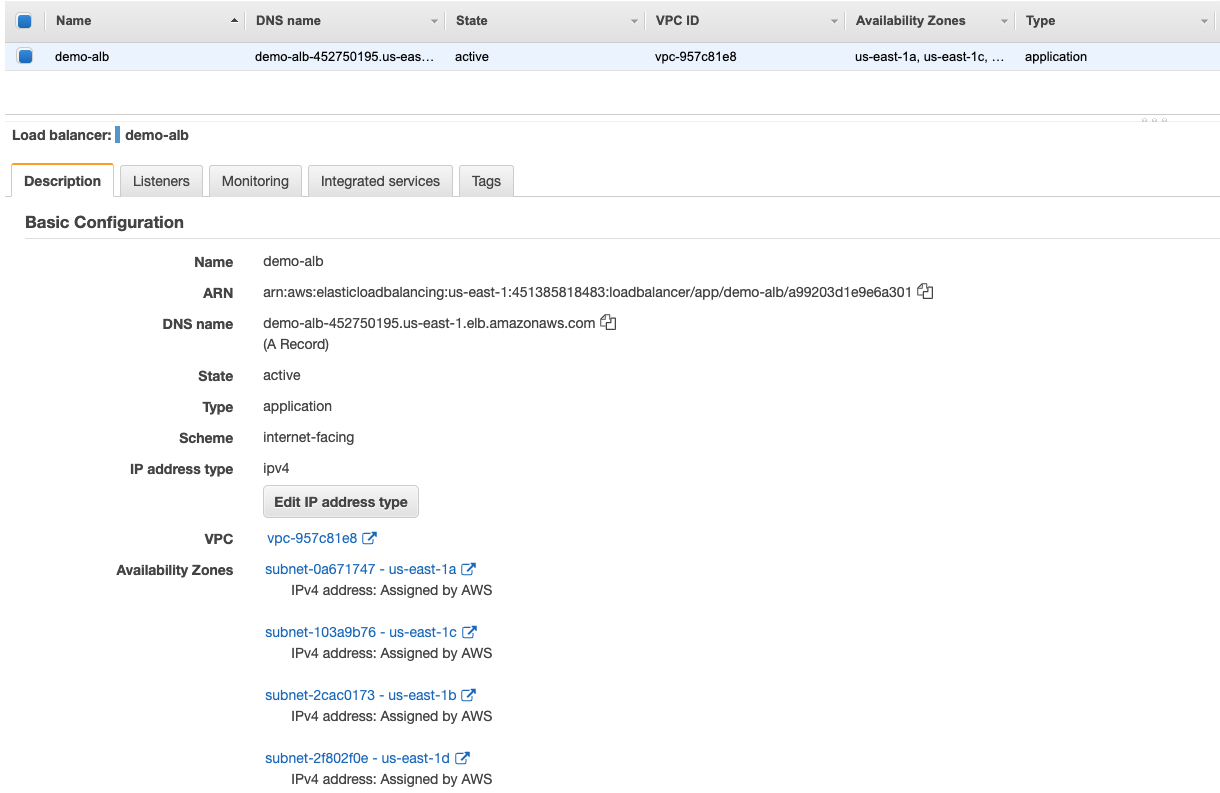 Name DNS name State VPC ID Availability Zones Type
demo-alb demo-alb-452750195.us-eas… active vpc-957c81e8 us-east-1a, us-east-1c, … application
Load balancer: demo-alb
Description Listeners Monitoring Integrated services Tags
Basic Configuration
Name demo-alb
ARN arn:aws:elasticloadbalancing:us-east-1:451385818483:loadbalancer/app/demo-alb/a99203d1e9e6a301
DNS name demo-alb-452750195.us-east-1.elb.amazonaws.com
(A Record)
State active
Type application
Scheme internet-facing
IP address type ipv4
Edit IP address type
VPC vpc-957c81e8
Availability Zones subnet-0a671747 - us-east-1a
IPv4 address: Assigned by AWS
subnet-103a9b76 - us-east-1c
IPv4 address: Assigned by AWS
subnet-2cac0173 - us-east-1b
IPv4 address: Assigned by AWS
subnet-2f802f0e - us-east-1d
IPv4 address: Assigned by AWS